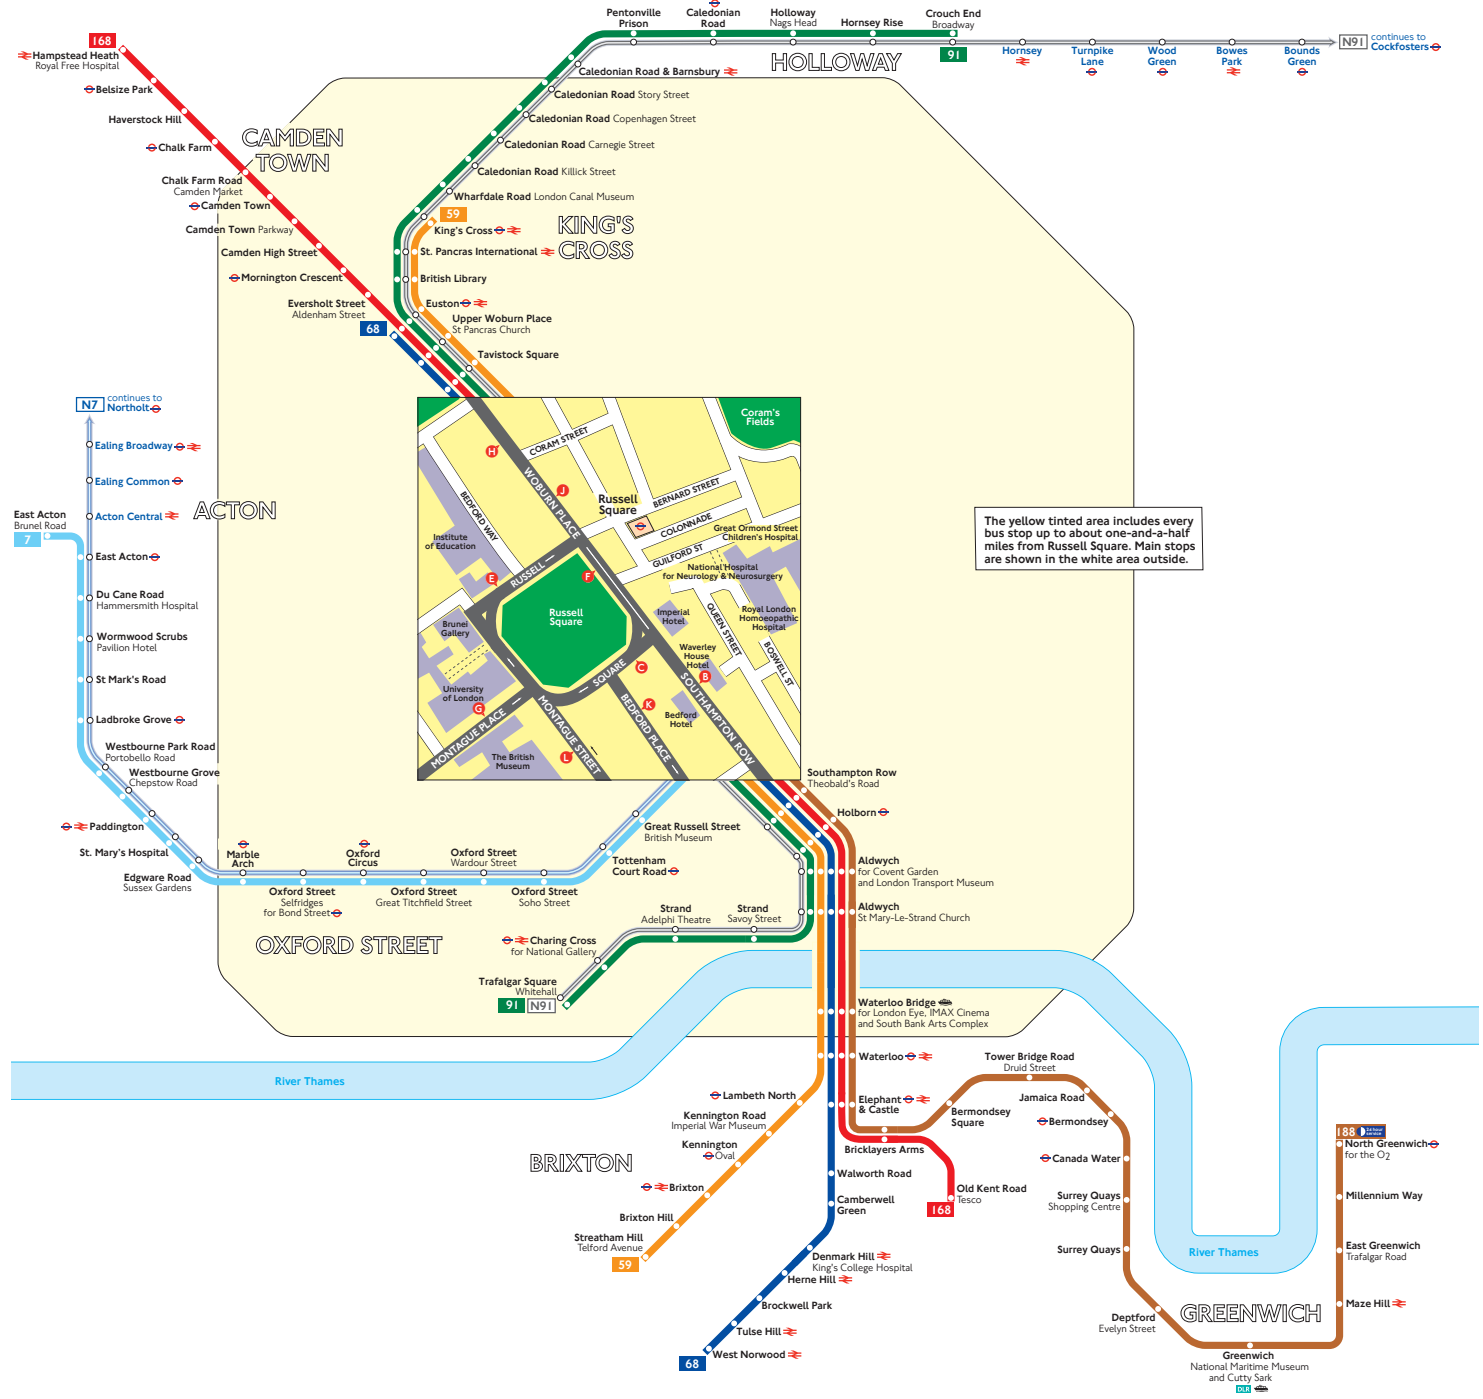 Pentonville
Prison
Caledonian
Road
Holloway
Nags Head
Hornsey Rise
Crouch End
Broadway
91
Hornsey
Turnpike
Lane
Wood
Green
Bowes
Park
Bounds
Green
N91
continues to
Cockfosters
HOLLOWAY
168
Hampstead Heath
Royal Free Hospital
Belsize Park
Haverstock Hill
Chalk Farm
Chalk Farm Road
Camden Market
Camden Town
Camden Town Parkway
Camden High Street
Mornington Crescent
Eversholt Street
Aldenham Street
68
CAMDEN
TOWN
Caledonian Road & Barnsbury
Caledonian Road Story Street
Caledonian Road Copenhagen Street
Caledonian Road Carnegie Street
Caledonian Road Killick Street
Wharfdale Road London Canal Museum
59
King's Cross
St. Pancras International
British Library
Euston
Upper Woburn Place
St Pancras Church
Tavistock Square
KING'S
CROSS
N7
continues to
Northolt
Ealing Broadway
Ealing Common
Acton Central
ACTON
East Acton
Brunel Road
7
East Acton
Du Cane Road
Hammersmith Hospital
Wormwood Scrubs
Pavilion Hotel
St Mark's Road
Ladbroke Grove
Westbourne Park Road
Portobello Road
Westbourne Grove
Chepstow Road
Paddington
St. Mary's Hospital
Edgware Road
Sussex Gardens
Marble
Arch
Oxford Street
Selfridges
for Bond Street
Oxford
Circus
Oxford Street
Great Titchfield Street
Oxford Street
Wardour Street
Oxford Street
Soho Street
Tottenham
Court Road
Great Russell Street
British Museum
OXFORD STREET
Coram's
Fields
H
CORAM STREET
WOBURN PLACE
J
BEDFORD WAY
Russell
Square
BERNARD STREET
COLONNADE
GUILFORD ST
Great Ormond Street
Children's Hospital
National Hospital
for Neurology & Neurosurgery
Institute
of Education
E
RUSSELL
F
Russell
Square
SQUARE
Brunei
Gallery
Imperial
Hotel
QUEEN STREET
Royal London
Homoeopathic
Hospital
BOSWELL ST
Waverley
House
Hotel
B
C
K
University
of London
G
MONTAGUE PLACE
MONTAGUE STREET
BEDFORD PLACE
SOUTHAMPTON ROW
Bedford
Hotel
The British
Museum
L
The yellow tinted area includes every
bus stop up to about one-and-a-half
miles from Russell Square. Main stops
are shown in the white area outside.
Southampton Row
Theobald's Road
Holborn
Aldwych
for Covent Garden
and London Transport Museum
Aldwych
St Mary-Le-Strand Church
Strand
Adelphi Theatre
Strand
Savoy Street
Charing Cross
for National Gallery
Trafalgar Square
Whitehall
91
N91
Waterloo Bridge
for London Eye, IMAX Cinema
and South Bank Arts Complex
Waterloo
River Thames
Elephant
& Castle
Lambeth North
Kennington Road
Imperial War Museum
Kennington
Oval
BRIXTON
Brixton
Brixton Hill
Streatham Hill
Telford Avenue
59
Bricklayers Arms
Walworth Road
Camberwell
Green
Denmark Hill
King's College Hospital
Herne Hill
Brockwell Park
Tulse Hill
West Norwood
68
Old Kent Road
Tesco
168
Bermondsey
Square
Tower Bridge Road
Druid Street
Jamaica Road
Bermondsey
Canada Water
Surrey Quays
Shopping Centre
Surrey Quays
Deptford
Evelyn Street
River Thames
GREENWICH
Greenwich
National Maritime Museum
and Cutty Sark
DLR
Maze Hill
East Greenwich
Trafalgar Road
Millennium Way
188
24 hour
service
North Greenwich
for the O2